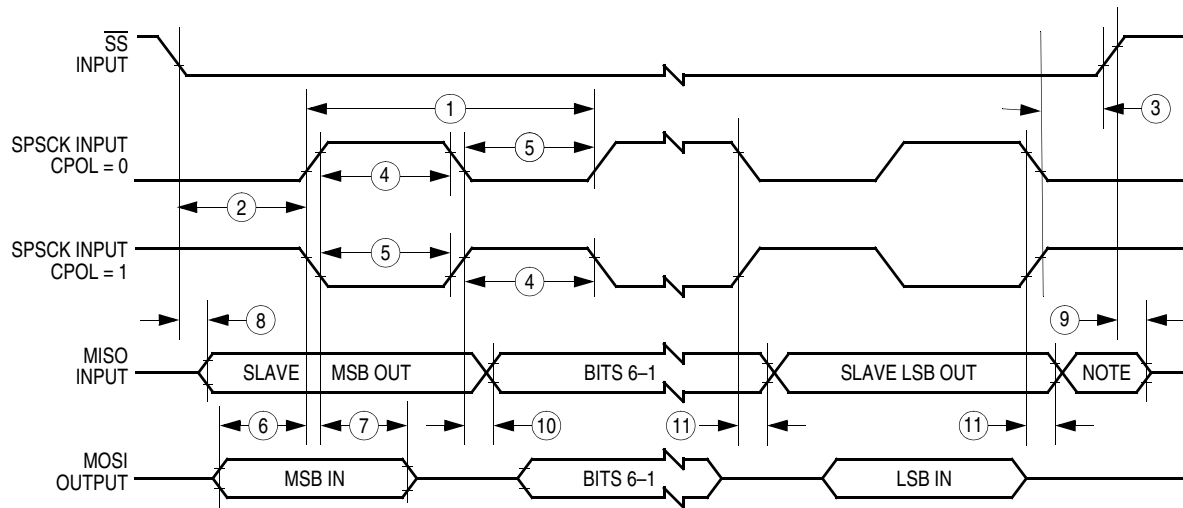 SS
INPUT
1
3
SPSCK INPUT
CPOL = 0
5
4
2
SPSCK INPUT
CPOL = 1
5
4
8
9
MISO
INPUT
SLAVE MSB OUT
BITS 6–1
SLAVE LSB OUT
NOTE
6
7
10
11
11
MOSI
OUTPUT
MSB IN
BITS 6–1
LSB IN